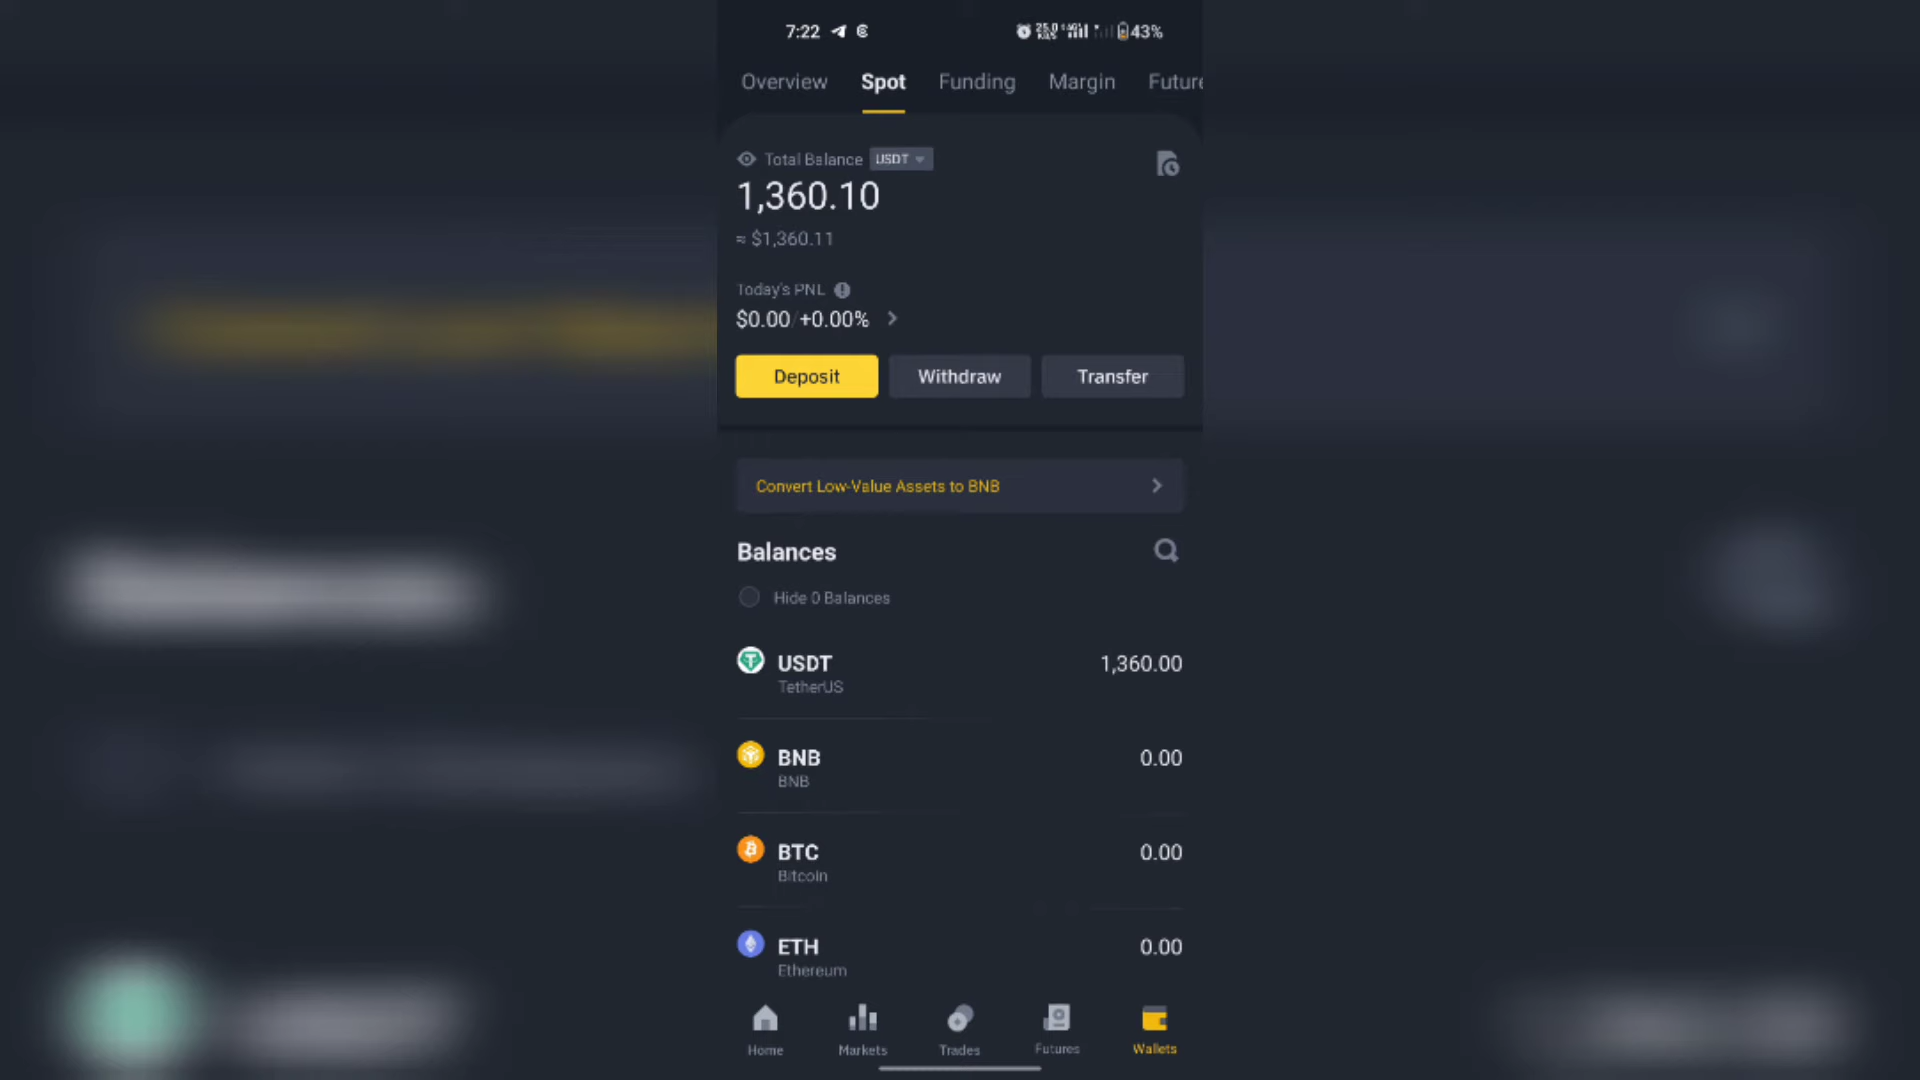 7:22 43%
Overview Spot Funding Margin Future
Total Balance USDT
1,360.10
≈ $1,360.11
Today's PNL
$0.00/+0.00%
Deposit Withdraw Transfer
Convert Low-Value Assets to BNB
Balances
Hide 0 Balances
USDT 1,360.00
TetherUS
BNB 0.00
BNB
BTC 0.00
Bitcoin
ETH 0.00
Ethereum
Home Markets Trades Futures Wallets